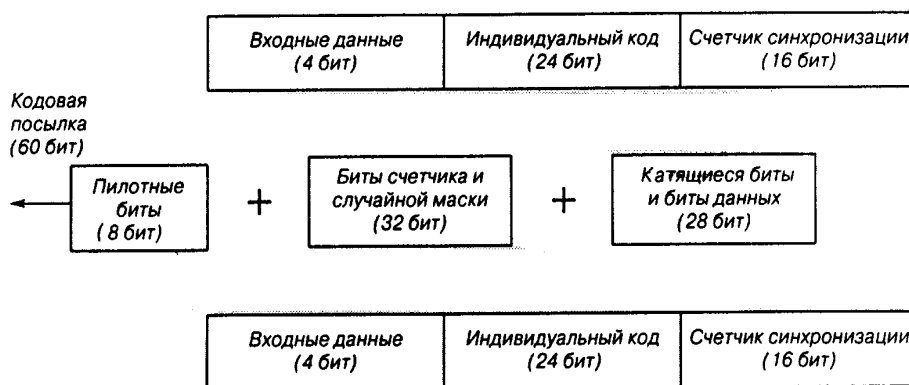 Входные данные
(4 бит)
Индивидуальный код
(24 бит)
Счетчик синхронизации
(16 бит)
Кодовая
посылка
(60 бит)
Пилотные
биты
(8 бит)
+
Биты счетчика и
случайной маски
(32 бит)
+
Катящиеся биты
и биты данных
(28 бит)
Входные данные
(4 бит)
Индивидуальный код
(24 бит)
Счетчик синхронизации
(16 бит)